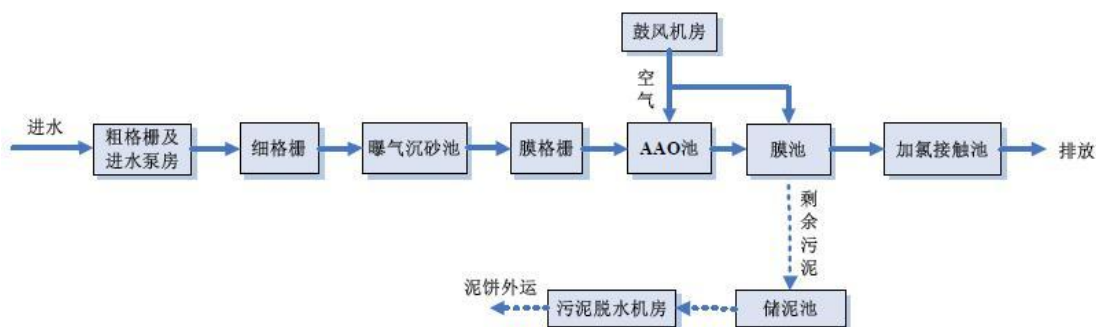 鼓风机房
空气
进水
粗格栅及
进水泵房
细格栅
曝气沉砂池
膜格栅
AAO池
膜池
加氯接触池
排放
剩余污泥
泥饼外运
污泥脱水机房
储泥池